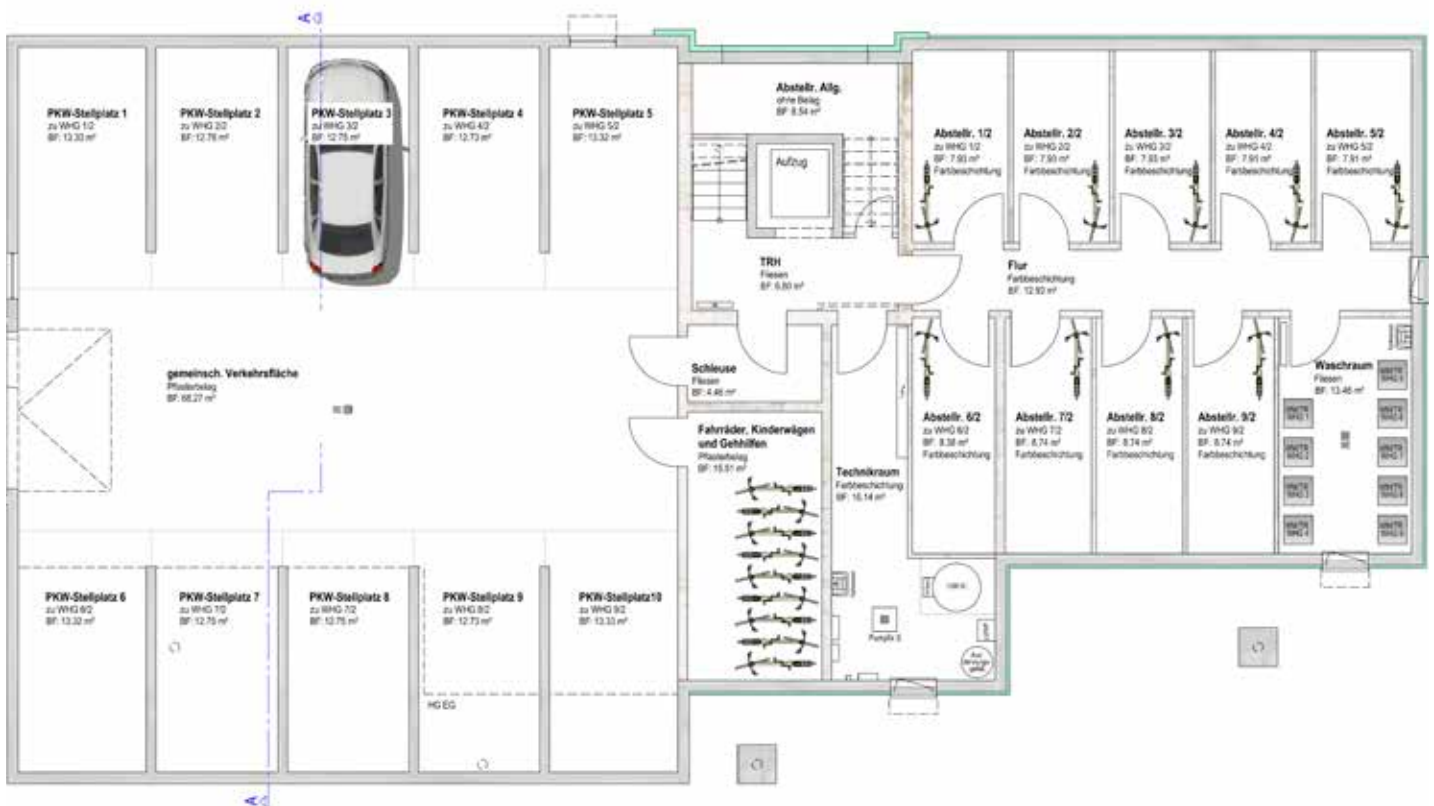 A
PKW-Stellplatz 1
zu WHG 1/2
BF: 13.33 m²
PKW-Stellplatz 2
zu WHG 2/2
BF: 12.76 m²
PKW-Stellplatz 3
zu WHG 3/2
BF: 12.75 m²
PKW-Stellplatz 4
zu WHG 4/2
BF: 12.73 m²
PKW-Stellplatz 5
zu WHG 5/2
BF: 13.32 m²
Abstellr. Allg.
ohne Belag
BF: 8.54 m²
Aufzug
Abstellr. 1/2
zu WHG 1/2
BF: 7.93 m²
Farbbeschichtung
Abstellr. 2/2
zu WHG 2/2
BF: 7.93 m²
Farbbeschichtung
Abstellr. 3/2
zu WHG 3/2
BF: 7.93 m²
Farbbeschichtung
Abstellr. 4/2
zu WHG 4/2
BF: 7.91 m²
Farbbeschichtung
Abstellr. 5/2
zu WHG 5/2
BF: 7.91 m²
Farbbeschichtung
TRH
Fliesen
BF: 6.80 m²
Flur
Farbbeschichtung
BF: 12.93 m²
gemeinsch. Verkehrsfläche
Pflasterbelag
BF: 68.27 m²
Schleuse
Fliesen
BF: 4.46 m²
Fahrräder, Kinderwägen
und Gehhilfen
Pflasterbelag
BF: 15.51 m²
Technikraum
Farbbeschichtung
BF: 16.14 m²
Abstellr. 6/2
zu WHG 6/2
BF: 8.38 m²
Farbbeschichtung
Abstellr. 7/2
zu WHG 7/2
BF: 8.74 m²
Farbbeschichtung
Abstellr. 8/2
zu WHG 8/2
BF: 8.74 m²
Farbbeschichtung
Abstellr. 9/2
zu WHG 9/2
BF: 8.74 m²
Farbbeschichtung
Waschraum
Fliesen
BF: 13.46 m²
PKW-Stellplatz 6
zu WHG 6/2
BF: 13.32 m²
PKW-Stellplatz 7
zu WHG 7/2
BF: 12.75 m²
PKW-Stellplatz 8
zu WHG 7/2
BF: 12.75 m²
PKW-Stellplatz 9
zu WHG 8/2
BF: 12.73 m²
PKW-Stellplatz10
zu WHG 9/2
BF: 13.33 m²
HG EG
A